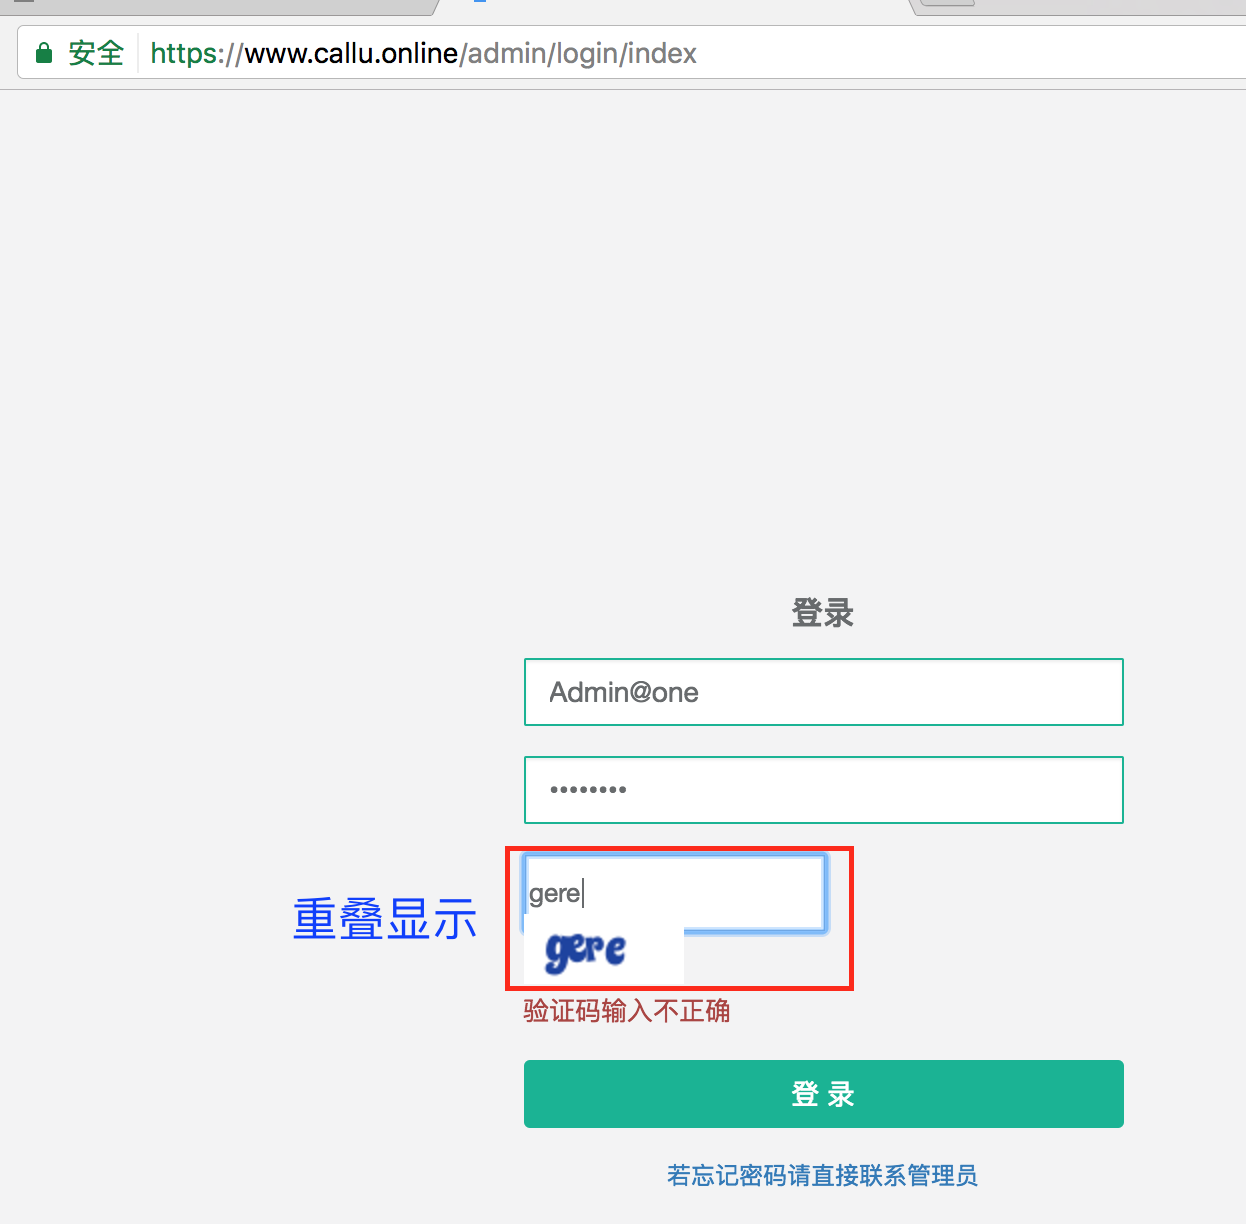 安全 https://www.callu.online/admin/login/index
登录
Admin@one
••••••••
gere
重叠显示
gere
验证码输入不正确
登 录
若忘记密码请直接联系管理员